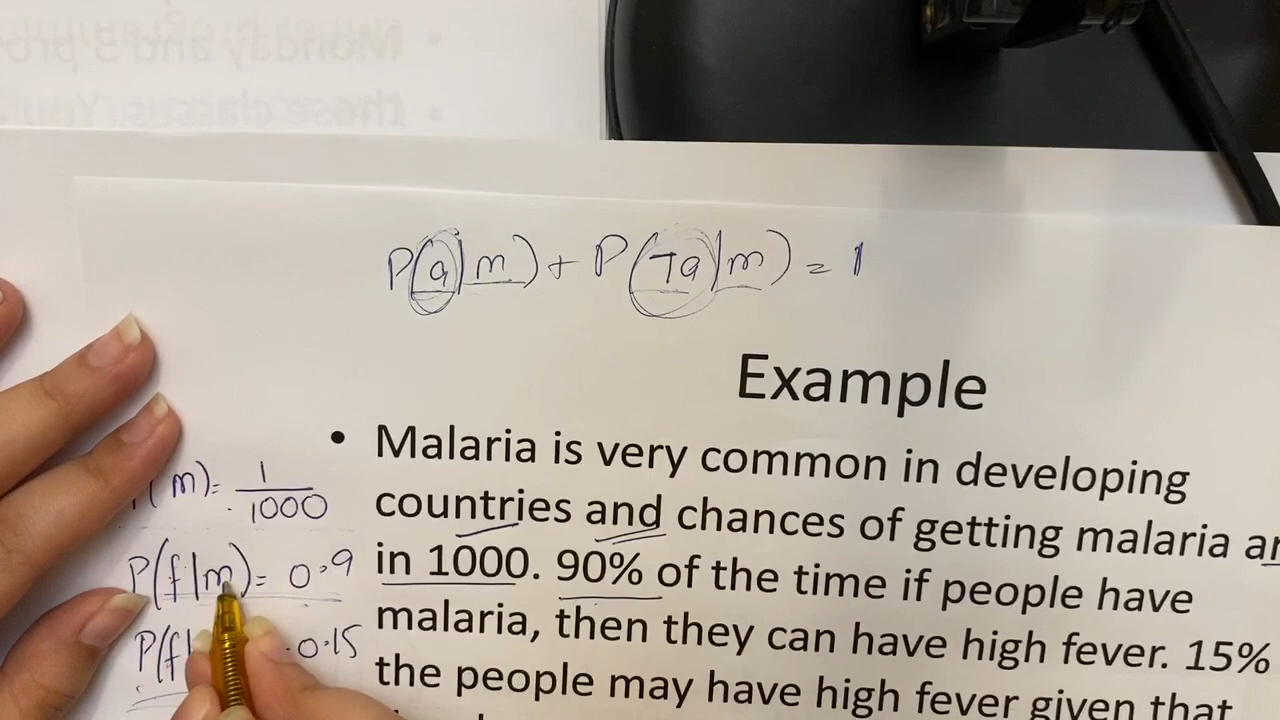 P(a|m) + P(¬a|m) = 1
Example
(m) = 1/1000
P(f|m) = 0.9
P(f| 0.15
• Malaria is very common in developing
countries and chances of getting malaria
in 1000. 90% of the time if people have
malaria, then they can have high fever. 15%
the people may have high fever given that